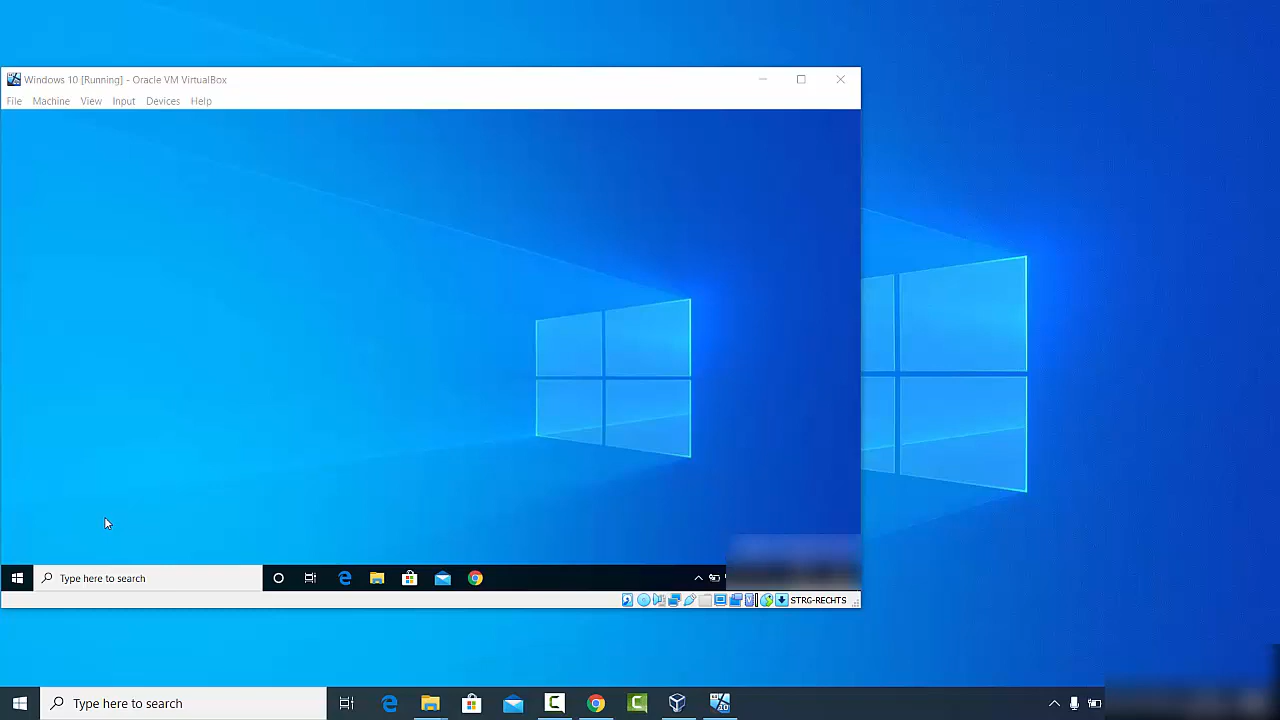 Windows 10 [Running] - Oracle VM VirtualBox
File Machine View Input Devices Help
Type here to search
STRG-RECHTS
Type here to search